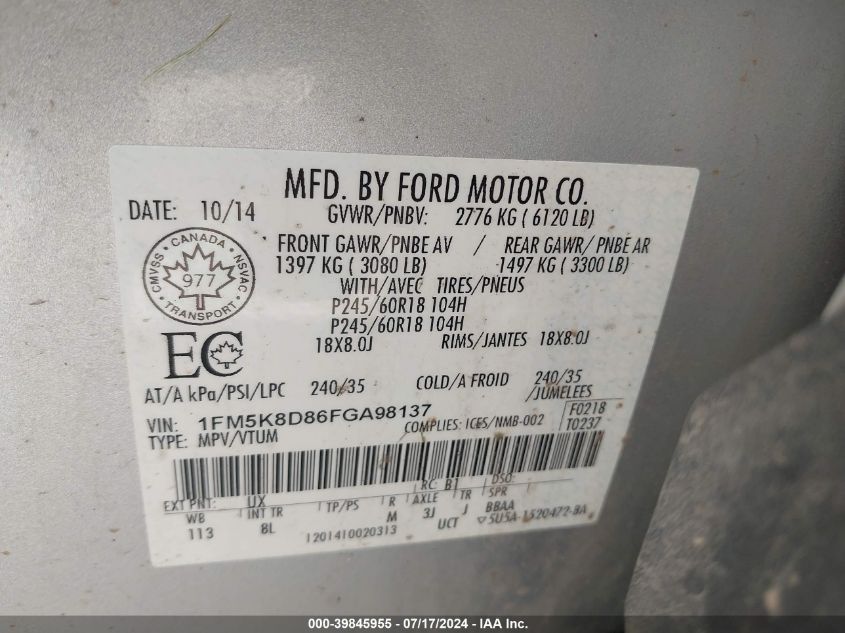 MFD. BY FORD MOTOR CO.
DATE: 10/14 GVWR/PNBV: 2776 KG ( 6120 LB)
FRONT GAWR/PNBE AV / REAR GAWR/ PNBE AR
1397 KG ( 3080 LB) 1497 KG ( 3300 LB)
WITH/AVEC TIRES/PNEUS
P245/60R18 104H
P245/60R18 104H
18X8.0J RIMS/JANTES 18X8.0J
CANADA
CMVSS 977 NSVAC
TRANSPORT
EC
AT/A kPa/PSI/LPC 240/35 COLD/A FROID 240/35
/JUMELEES
VIN: 1FM5K8D86FGA98137 F0218
TYPE: MPV/VTUM COMPLIES: ICES/NMB-002 T0237
EXT PNT: UX RC: B1 DSO:
WB INT TR TP/PS R AXLE TR SPR
113 8L M 3J J BBAA
1201410020313 UCT 5U5A-1520472-BA
000-39845955 - 07/17/2024 - IAA Inc.